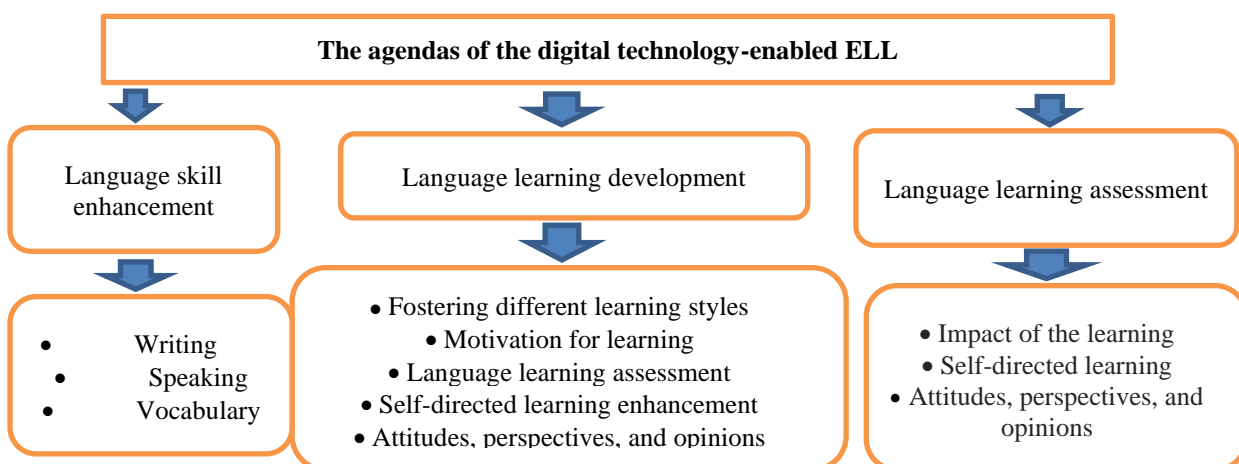 The agendas of the digital technology-enabled ELL
Language skill
enhancement
Language learning development
Language learning assessment
• Writing
• Speaking
• Vocabulary
• Fostering different learning styles
• Motivation for learning
• Language learning assessment
• Self-directed learning enhancement
• Attitudes, perspectives, and opinions
• Impact of the learning
• Self-directed learning
• Attitudes, perspectives, and
opinions